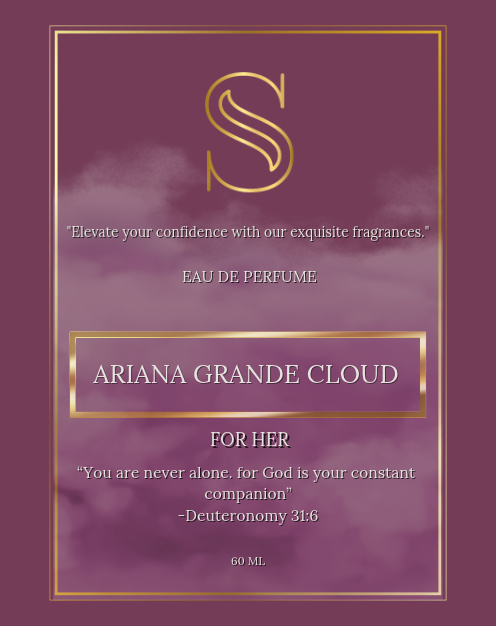 S
"Elevate your confidence with our exquisite fragrances."
EAU DE PERFUME
ARIANA GRANDE CLOUD
FOR HER
“You are never alone. for God is your constant
companion”
-Deuteronomy 31:6
60 ML